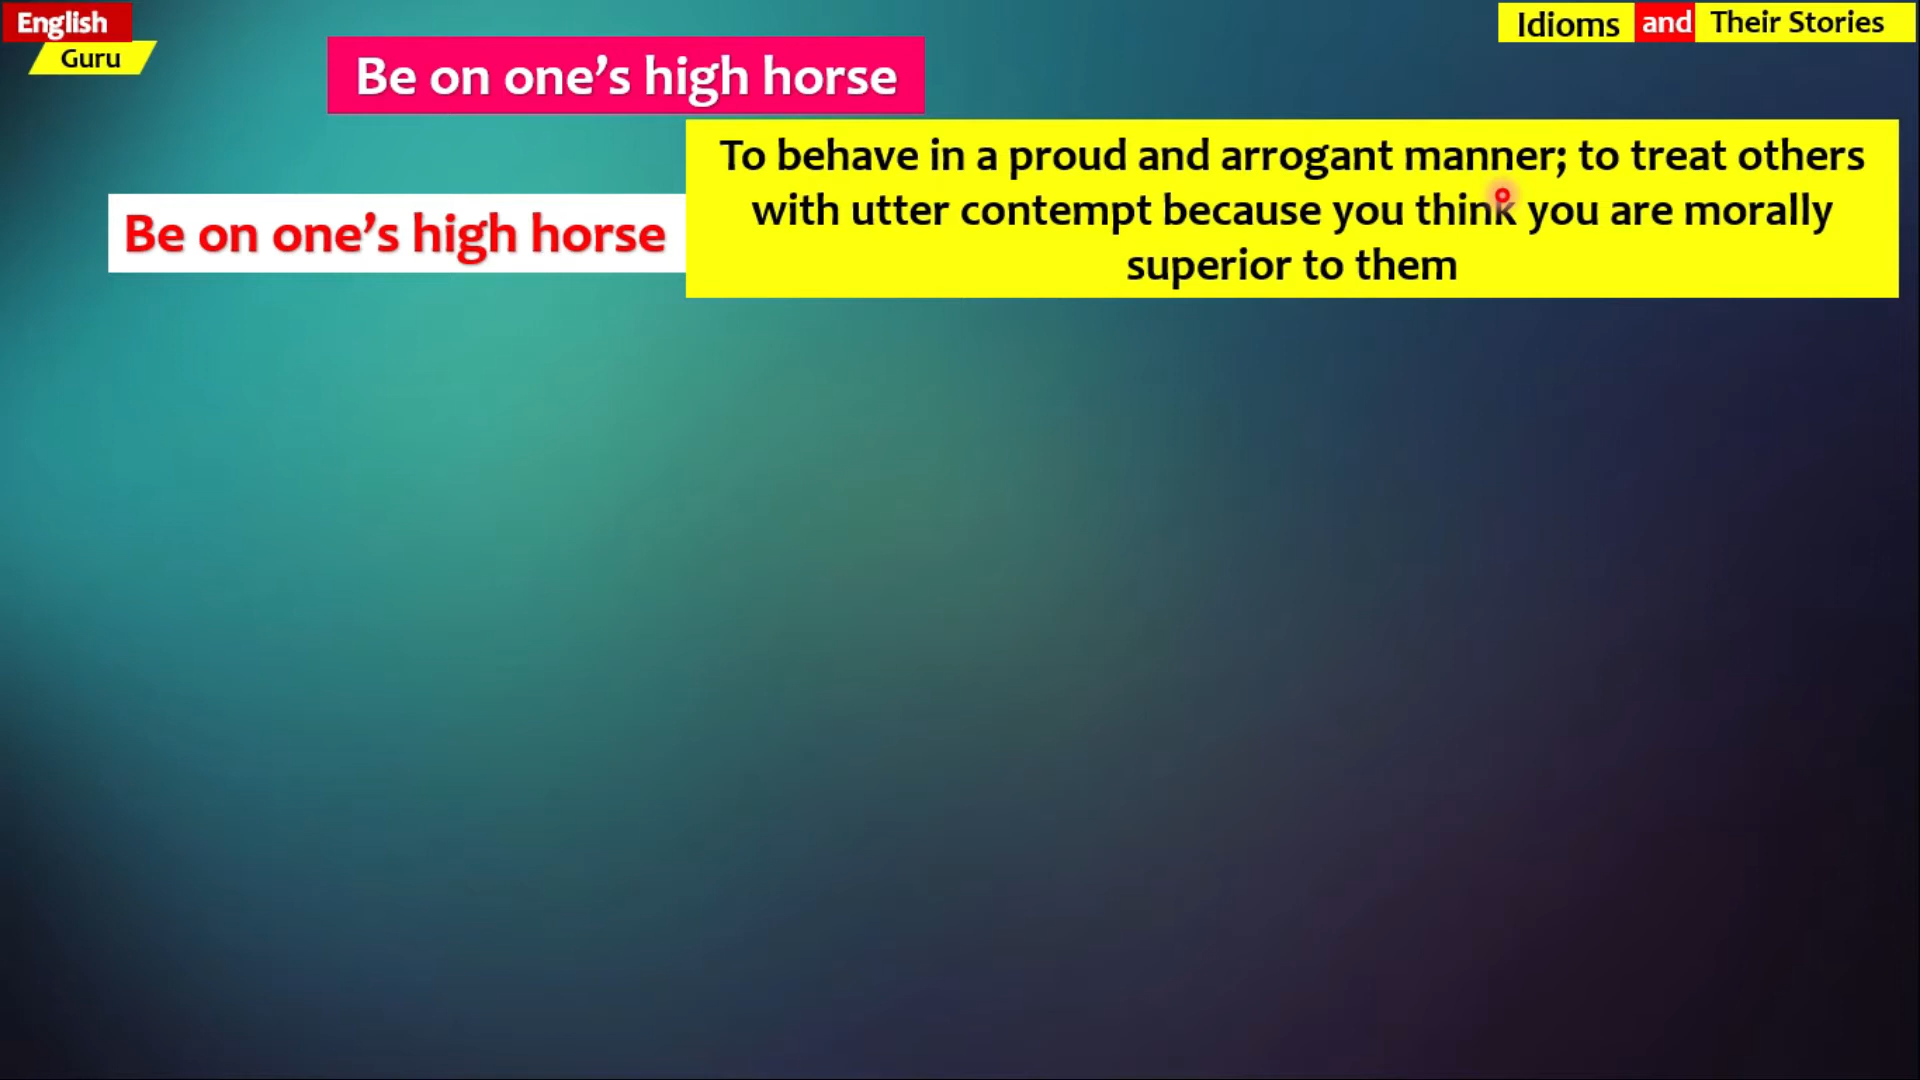 English
Guru
Idioms and Their Stories
Be on one’s high horse
Be on one’s high horse
To behave in a proud and arrogant manner; to treat others
with utter contempt because you think you are morally
superior to them